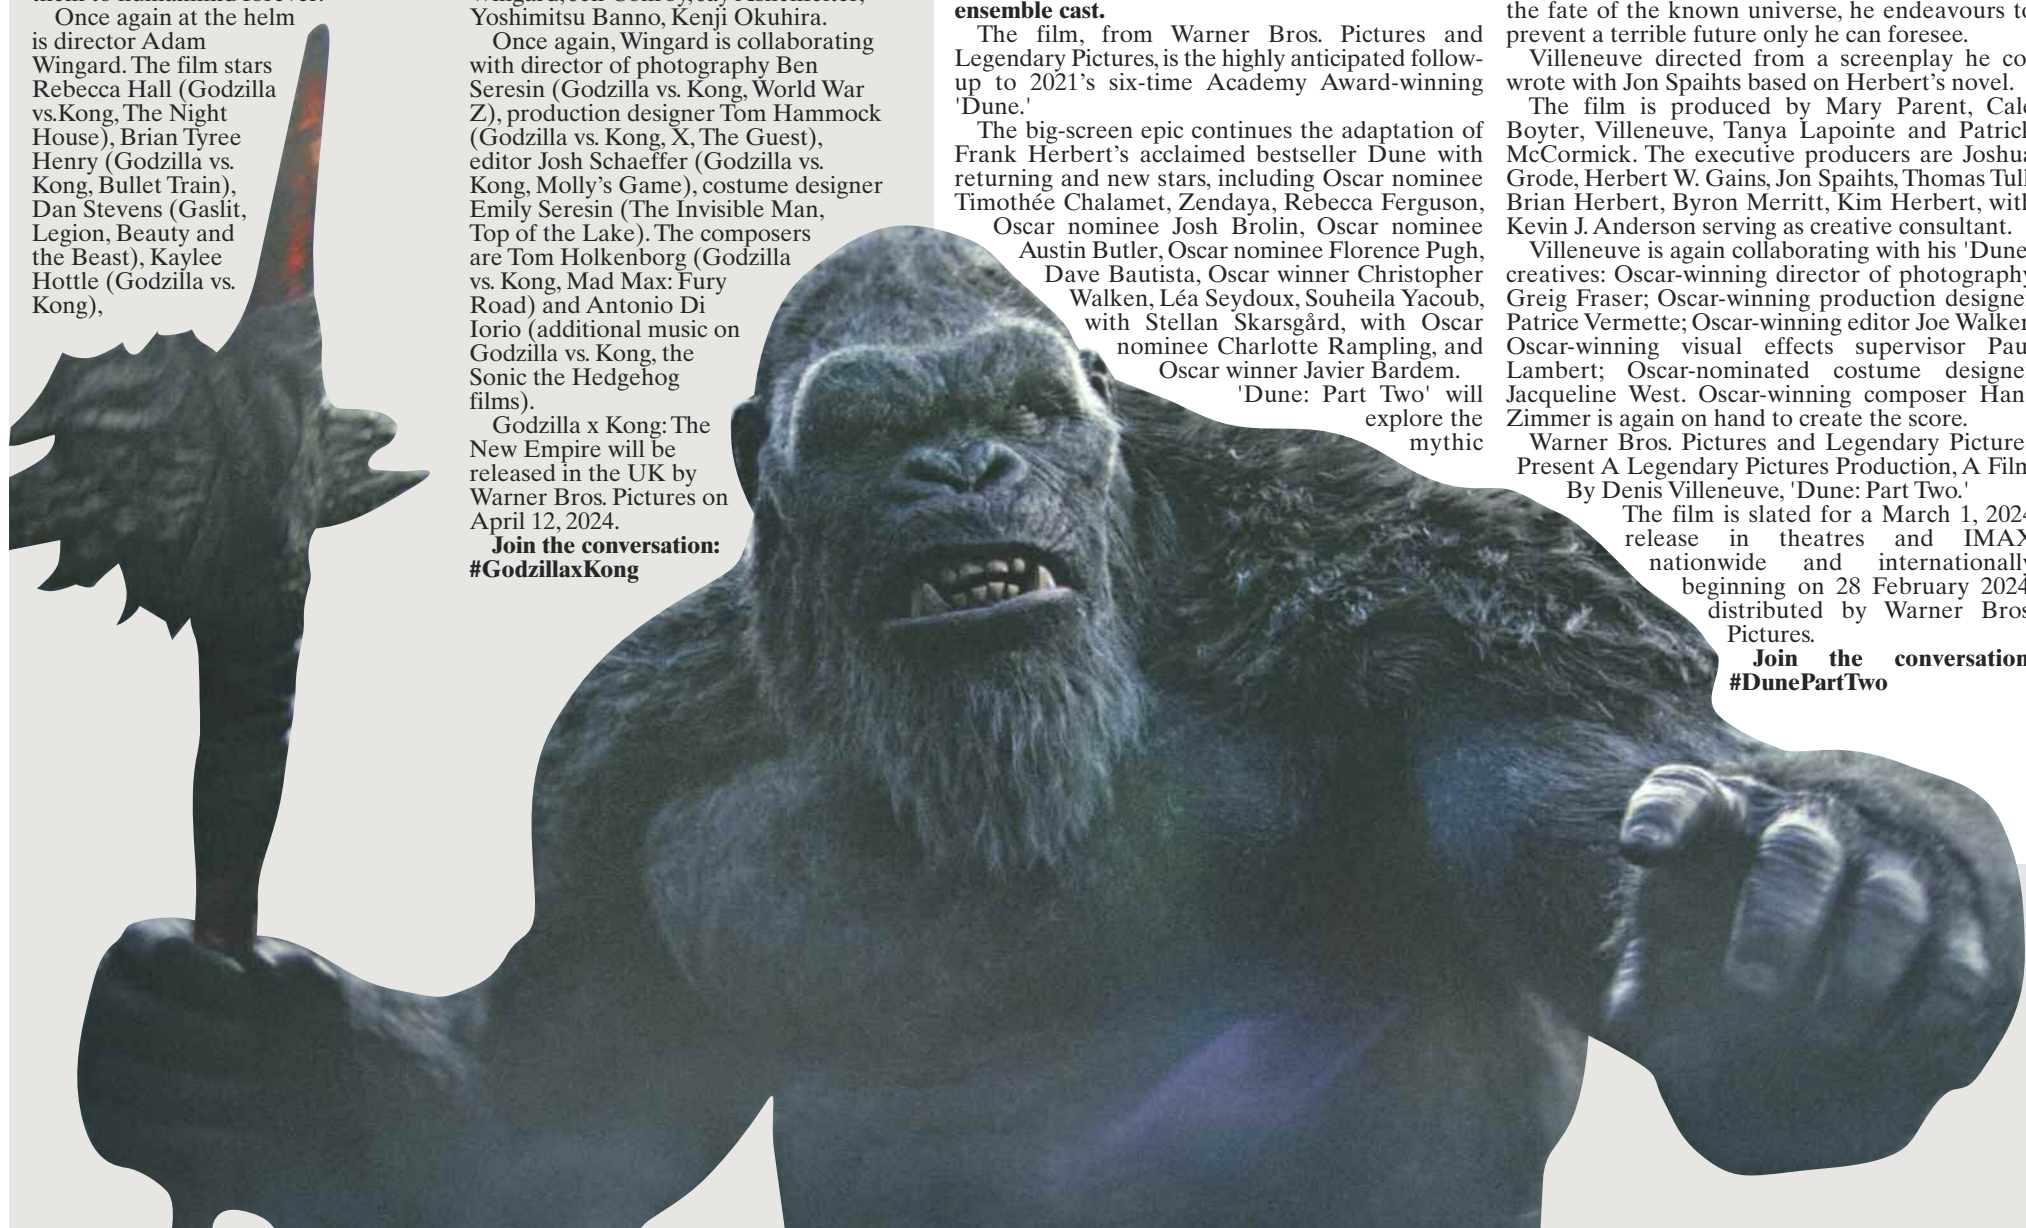 Once again at the helm
is director Adam
Wingard. The film stars
Rebecca Hall (Godzilla
vs.Kong, The Night
House), Brian Tyree
Henry (Godzilla vs.
Kong, Bullet Train),
Dan Stevens (Gaslit,
Legion, Beauty and
the Beast), Kaylee
Hottle (Godzilla vs.
Kong),
Yoshimitsu Banno, Kenji Okuhira.
Once again, Wingard is collaborating
with director of photography Ben
Seresin (Godzilla vs. Kong, World War
Z), production designer Tom Hammock
(Godzilla vs. Kong, X, The Guest),
editor Josh Schaeffer (Godzilla vs.
Kong, Molly’s Game), costume designer
Emily Seresin (The Invisible Man,
Top of the Lake). The composers
are Tom Holkenborg (Godzilla
vs. Kong, Mad Max: Fury
Road) and Antonio Di
Iorio (additional music on
Godzilla vs. Kong, the
Sonic the Hedgehog
films).
Godzilla x Kong: The
New Empire will be
released in the UK by
Warner Bros. Pictures on
April 12, 2024.
Join the conversation:
#GodzillaxKong
ensemble cast.
The film, from Warner Bros. Pictures and
Legendary Pictures, is the highly anticipated follow-
up to 2021’s six-time Academy Award-winning
'Dune.'
The big-screen epic continues the adaptation of
Frank Herbert’s acclaimed bestseller Dune with
returning and new stars, including Oscar nominee
Timothée Chalamet, Zendaya, Rebecca Ferguson,
Oscar nominee Josh Brolin, Oscar nominee
Austin Butler, Oscar nominee Florence Pugh,
Dave Bautista, Oscar winner Christopher
Walken, Léa Seydoux, Souheila Yacoub,
with Stellan Skarsgård, with Oscar
nominee Charlotte Rampling, and
Oscar winner Javier Bardem.
'Dune: Part Two' will
explore the
mythic
the fate of the known universe, he endeavours to
prevent a terrible future only he can foresee.
Villeneuve directed from a screenplay he co
wrote with Jon Spaihts based on Herbert’s novel.
The film is produced by Mary Parent, Cale
Boyter, Villeneuve, Tanya Lapointe and Patrick
McCormick. The executive producers are Joshua
Grode, Herbert W. Gains, Jon Spaihts, Thomas Tull
Brian Herbert, Byron Merritt, Kim Herbert, with
Kevin J. Anderson serving as creative consultant.
Villeneuve is again collaborating with his 'Dune
creatives: Oscar-winning director of photography
Greig Fraser; Oscar-winning production designe
Patrice Vermette; Oscar-winning editor Joe Walker
Oscar-winning visual effects supervisor Pau
Lambert; Oscar-nominated costume designe
Jacqueline West. Oscar-winning composer Han
Zimmer is again on hand to create the score.
Warner Bros. Pictures and Legendary Picture
Present A Legendary Pictures Production, A Film
By Denis Villeneuve, 'Dune: Part Two.'
The film is slated for a March 1, 2024
release in theatres and IMAX
nationwide and internationally
beginning on 28 February 2024
distributed by Warner Bros
Pictures.
Join the conversation
#DunePartTwo